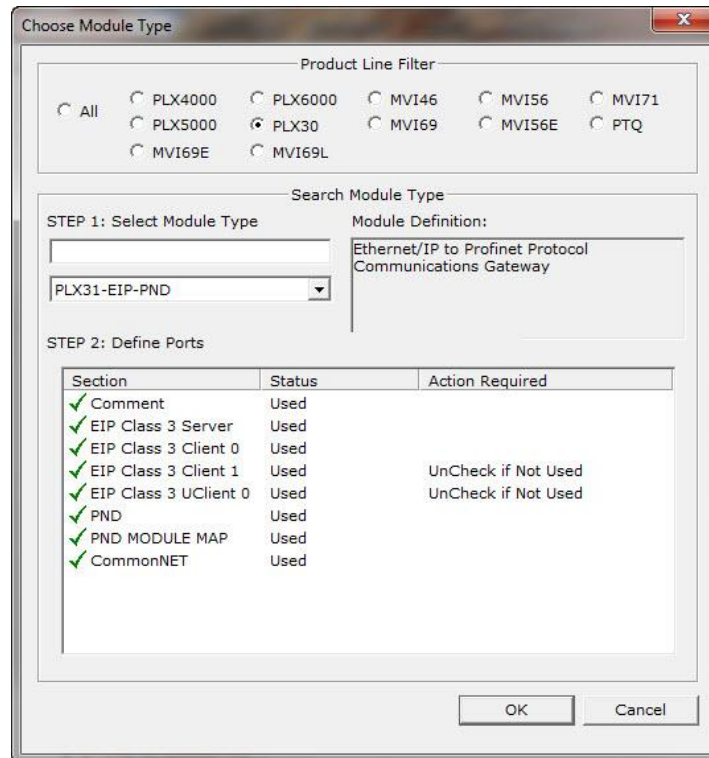 Choose Module Type
Product Line Filter
All
PLX4000 PLX6000 MVI46 MVI56 MVI71
PLX5000 PLX30 MVI69 MVI56E PTQ
MVI69E MVI69L
Search Module Type
STEP 1: Select Module Type
Module Definition:
Ethernet/IP to Profinet Protocol
Communications Gateway
PLX31-EIP-PND
STEP 2: Define Ports
Section Status Action Required
Comment Used
EIP Class 3 Server Used
EIP Class 3 Client 0 Used
EIP Class 3 Client 1 Used UnCheck if Not Used
EIP Class 3 UClient 0 Used UnCheck if Not Used
PND Used
PND MODULE MAP Used
CommonNET Used
OK Cancel